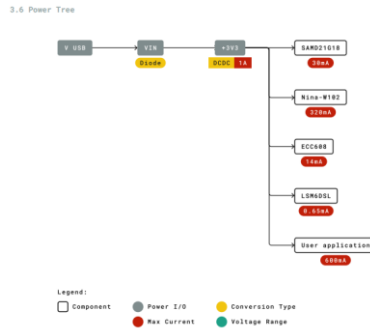 3.6 Power Tree
V USB
VIN
+3V3
SAMD21G18
Diode
DCDC
1A
30mA
Nina-W102
320mA
ECC608
14mA
LSM6DSL
0.65mA
User application
600mA
Legend:
Component
Power I/O
Conversion Type
Max Current
Voltage Range